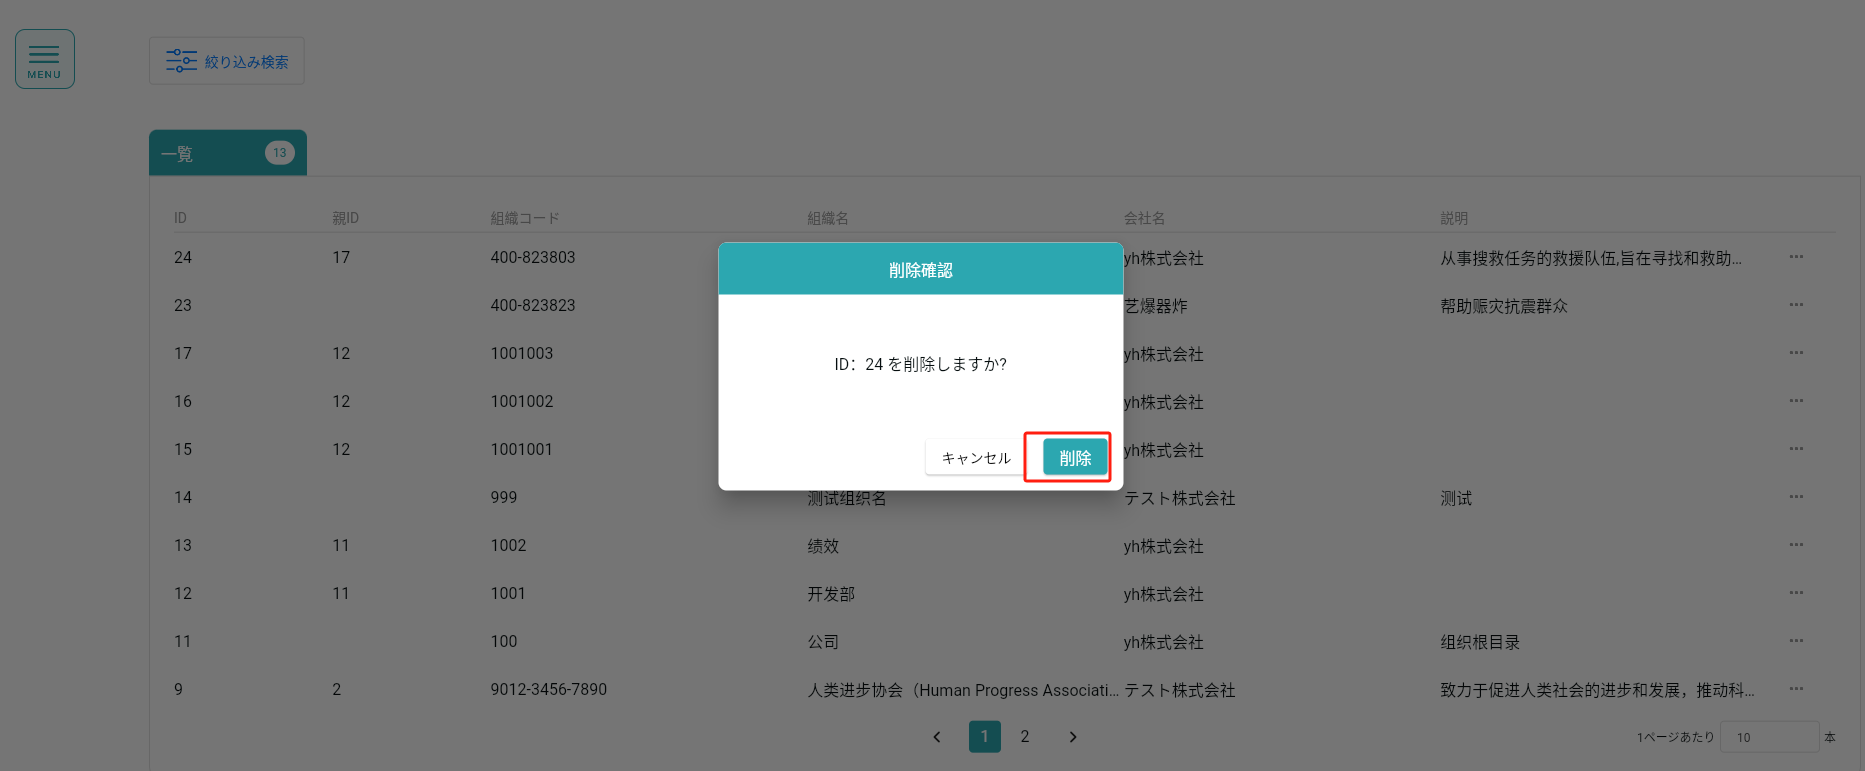 MENU
絞り込み検索
一覧 13
ID 親ID 組織コード 組織名 会社名 説明
24 17 400-823803 yh株式会社 从事搜救任务的救援队伍,旨在寻找和救助...
23 400-823823 艺爆器炸 帮助赈灾抗震群众
17 12 1001003 yh株式会社
16 12 1001002 yh株式会社
15 12 1001001 yh株式会社
14 999 测试组织名 テスト株式会社 测试
13 11 1002 绩效 yh株式会社
12 11 1001 开发部 yh株式会社
11 100 公司 yh株式会社 组织根目录
9 2 9012-3456-7890 人类进步协会（Human Progress Associati... テスト株式会社 致力于促进人类社会的进步和发展，推动科...
1 2
1ページあたり 10 本
削除確認
ID：24 を削除しますか?
キャンセル 削除